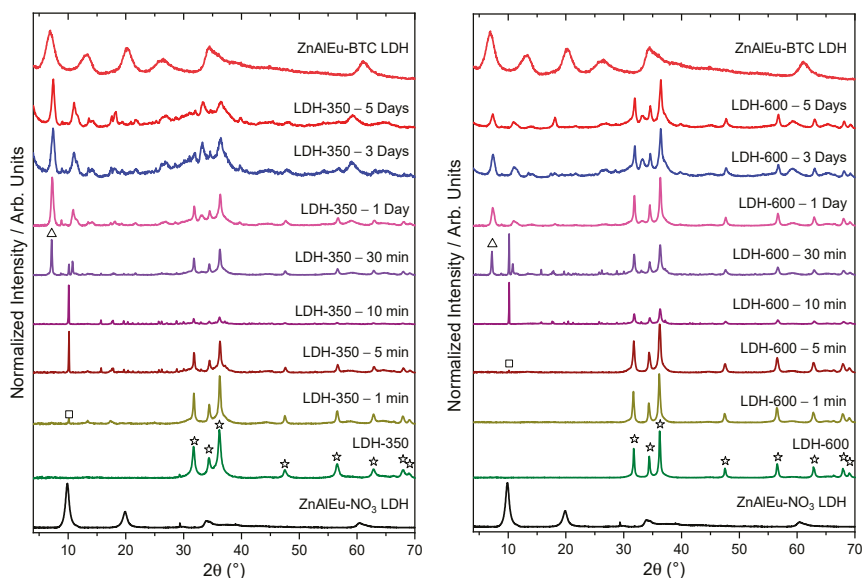 Normalized Intensity / Arb. Units
ZnAlEu-BTC LDH
LDH-350 – 5 Days
LDH-350 – 3 Days
LDH-350 – 1 Day
LDH-350 – 30 min
LDH-350 – 10 min
LDH-350 – 5 min
LDH-350 – 1 min
LDH-350
ZnAlEu-NO₃ LDH
10 20 30 40 50 60 70
2θ (°)
Normalized Intensity / Arb. Units
ZnAlEu-BTC LDH
LDH-600 – 5 Days
LDH-600 – 3 Days
LDH-600 – 1 Day
LDH-600 – 30 min
LDH-600 – 10 min
LDH-600 – 5 min
LDH-600 – 1 min
LDH-600
ZnAlEu-NO₃ LDH
10 20 30 40 50 60 70
2θ (°)